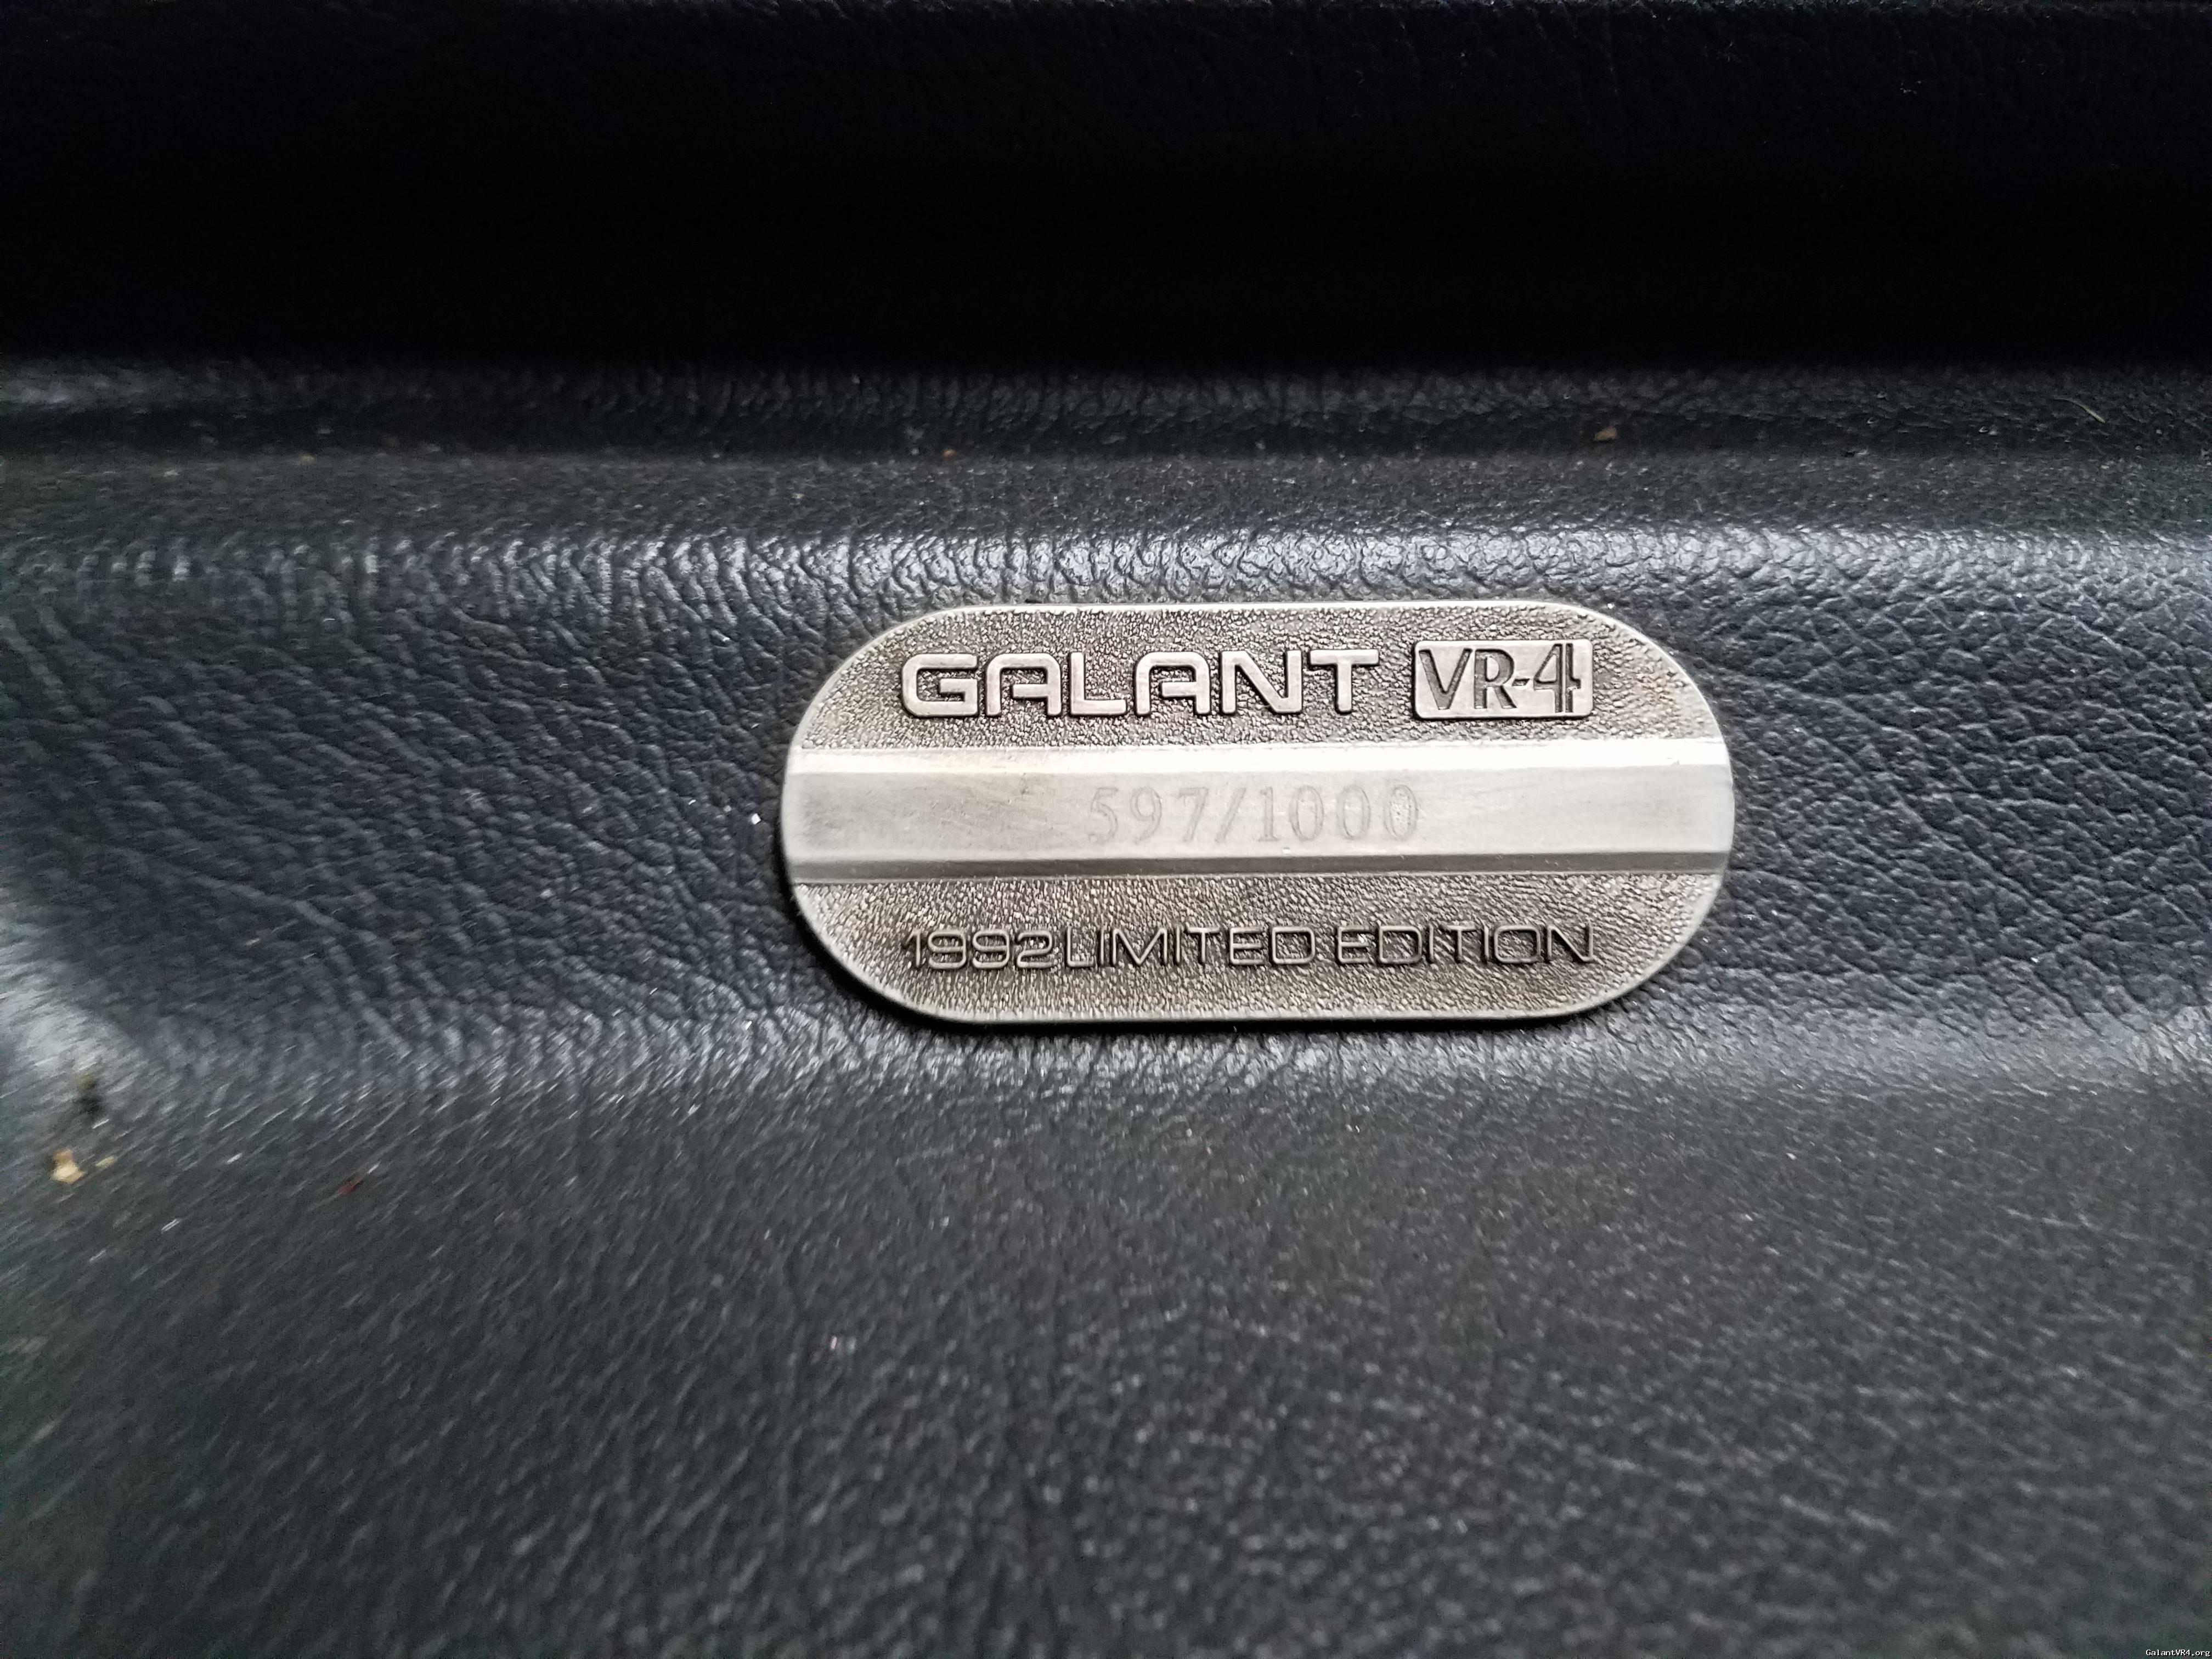 GALANT VR-4
597/1000
1992 LIMITED EDITION
GalantVR4.org